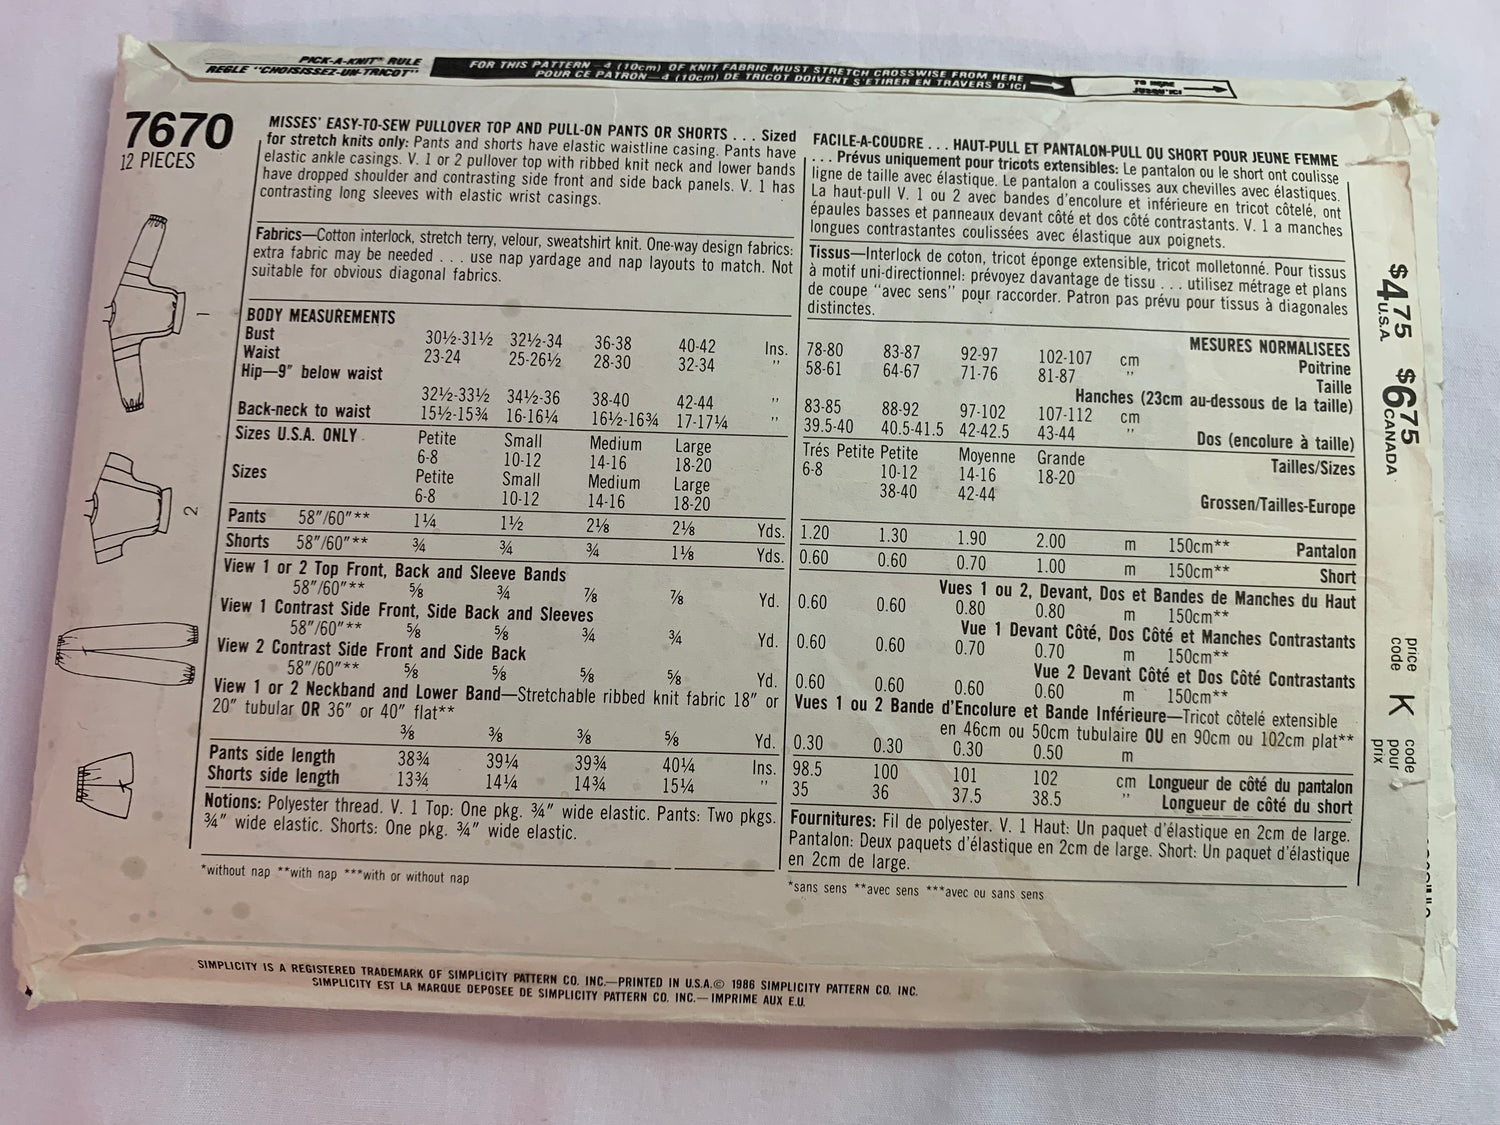 PICK-A-KNIT® RULE
REGLE "CHOISISSEZ-UN-TRICOT"
FOR THIS PATTERN—4 (10cm) OF KNIT FABRIC MUST STRETCH CROSSWISE FROM HERE
POUR CE PATRON—4 (10cm) DE TRICOT DOIVENT S'ETIRER EN TRAVERS D'ICI
TO HERE
JUSQU'ICI
7670
12 PIECES
1
2
MISSES' EASY-TO-SEW PULLOVER TOP AND PULL-ON PANTS OR SHORTS . . . Sized
for stretch knits only: Pants and shorts have elastic waistline casing. Pants have
elastic ankle casings. V. 1 or 2 pullover top with ribbed knit neck and lower bands
have dropped shoulder and contrasting side front and side back panels. V. 1 has
contrasting long sleeves with elastic wrist casings.
Fabrics—Cotton interlock, stretch terry, velour, sweatshirt knit. One-way design fabrics:
extra fabric may be needed . . . use nap yardage and nap layouts to match. Not
suitable for obvious diagonal fabrics.
BODY MEASUREMENTS
Bust 30½-31½ 32½-34 36-38 40-42 Ins.
Waist 23-24 25-26½ 28-30 32-34 "
Hip—9" below waist
32½-33½ 34½-36 38-40 42-44 "
Back-neck to waist 15½-15¾ 16-16¼ 16½-16¾ 17-17¼ "
Sizes U.S.A. ONLY Petite Small Medium Large
6-8 10-12 14-16 18-20
Sizes Petite Small Medium Large
6-8 10-12 14-16 18-20
Pants 58"/60"** 1¼ 1½ 2⅛ 2⅛ Yds.
Shorts 58"/60"** ¾ ¾ ¾ 1⅛ Yds.
View 1 or 2 Top Front, Back and Sleeve Bands
58"/60"** ⅝ ¾ ⅞ ⅞ Yd.
View 1 Contrast Side Front, Side Back and Sleeves
58"/60"** ⅝ ⅝ ¾ ¾ Yd.
View 2 Contrast Side Front and Side Back
58"/60"** ⅝ ⅝ ⅝ ⅝ Yd.
View 1 or 2 Neckband and Lower Band—Stretchable ribbed knit fabric 18" or
20" tubular OR 36" or 40" flat**
⅜ ⅜ ⅜ ⅝ Yd.
Pants side length 38¾ 39¼ 39¾ 40¼ Ins.
Shorts side length 13¾ 14¼ 14¾ 15¼ "
Notions: Polyester thread. V. 1 Top: One pkg. ¾" wide elastic. Pants: Two pkgs.
¾" wide elastic. Shorts: One pkg. ¾" wide elastic.
*without nap **with nap ***with or without nap
FACILE-A-COUDRE . . . HAUT-PULL ET PANTALON-PULL OU SHORT POUR JEUNE FEMME
. . . Prévus uniquement pour tricots extensibles: Le pantalon ou le short ont coulisse
ligne de taille avec élastique. Le pantalon a coulisses aux chevilles avec élastiques.
La haut-pull V. 1 ou 2 avec bandes d'encolure et inférieure en tricot côtelé, ont
épaules basses et panneaux devant côté et dos côté contrastants. V. 1 a manches
longues contrastantes coulissées avec élastique aux poignets.
Tissus—Interlock de coton, tricot éponge extensible, tricot molletonné. Pour tissus
à motif uni-directionnel: prévoyez davantage de tissu . . . utilisez métrage et plans
de coupe "avec sens" pour raccorder. Patron pas prévu pour tissus à diagonales
distinctes.
MESURES NORMALISEES
78-80 83-87 92-97 102-107 cm Poitrine
58-61 64-67 71-76 81-87 " Taille
Hanches (23cm au-dessous de la taille)
83-85 88-92 97-102 107-112 cm
39.5-40 40.5-41.5 42-42.5 43-44 " Dos (encolure à taille)
Trés Petite Petite Moyenne Grande Tailles/Sizes
6-8 10-12 14-16 18-20
38-40 42-44 Grossen/Tailles-Europe
1.20 1.30 1.90 2.00 m 150cm** Pantalon
0.60 0.60 0.70 1.00 m 150cm** Short
Vues 1 ou 2, Devant, Dos et Bandes de Manches du Haut
0.60 0.60 0.80 0.80 m 150cm**
Vue 1 Devant Côté, Dos Côté et Manches Contrastants
0.60 0.60 0.70 0.70 m 150cm**
Vue 2 Devant Côté et Dos Côté Contrastants
0.60 0.60 0.60 0.60 m 150cm**
Vues 1 ou 2 Bande d'Encolure et Bande Inférieure—Tricot côtelé extensible
en 46cm ou 50cm tubulaire OU en 90cm ou 102cm plat**
0.30 0.30 0.30 0.50 m
98.5 100 101 102 cm Longueur de côté du pantalon
35 36 37.5 38.5 " Longueur de côté du short
Fournitures: Fil de polyester. V. 1 Haut: Un paquet d'élastique en 2cm de large.
Pantalon: Deux paquets d'élastique en 2cm de large. Short: Un paquet d'élastique
en 2cm de large.
*sans sens **avec sens ***avec ou sans sens
$4.75 U.S.A. $6.75 CANADA
price code K code pour prix
SIMPLICITY IS A REGISTERED TRADEMARK OF SIMPLICITY PATTERN CO. INC.—PRINTED IN U.S.A.© 1986 SIMPLICITY PATTERN CO. INC.
SIMPLICITY EST LA MARQUE DEPOSEE DE SIMPLICITY PATTERN CO. INC.—IMPRIME AUX E.U.